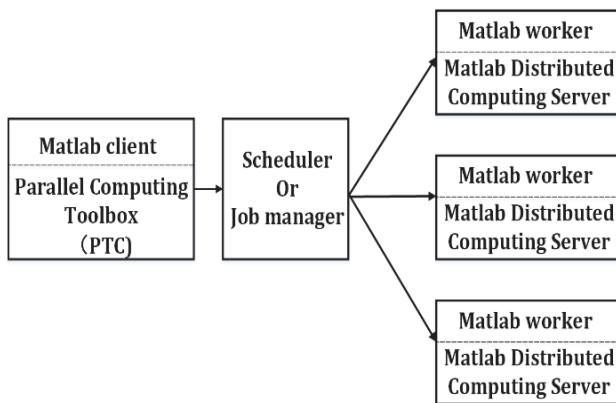 Matlab client
Parallel Computing
Toolbox
（PTC)
Scheduler
Or
Job manager
Matlab worker
Matlab Distributed
Computing Server
Matlab worker
Matlab Distributed
Computing Server
Matlab worker
Matlab Distributed
Computing Server